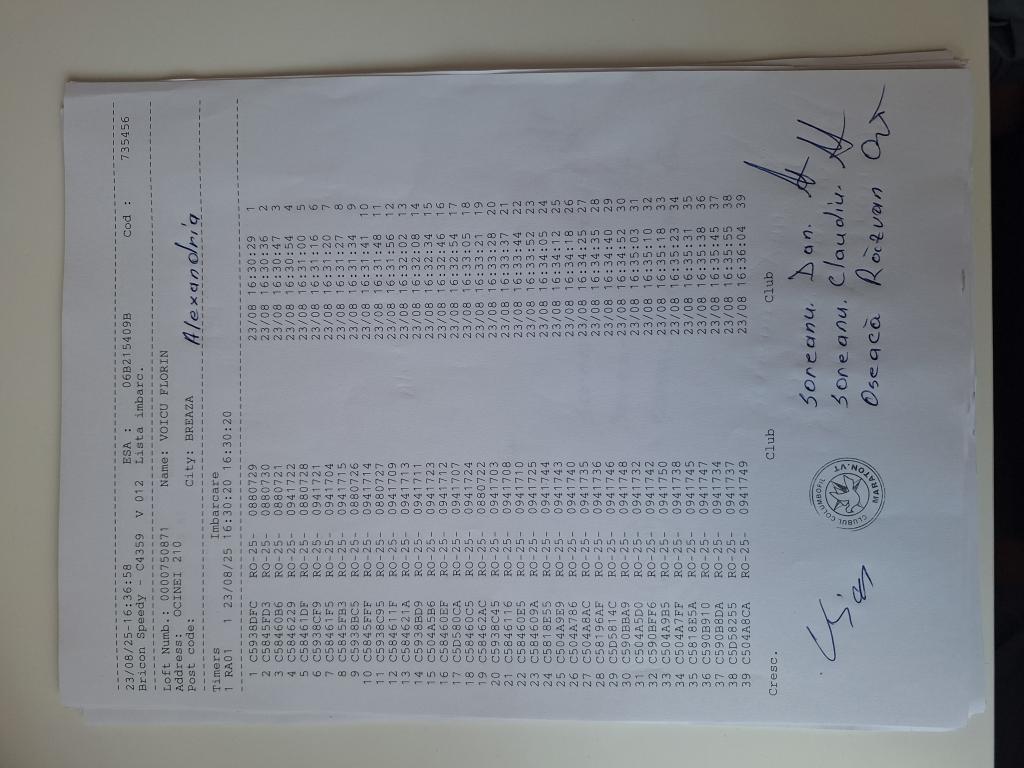 23/08/25-16:36:58 ESA : 06B215409B Cod : 735456
Bricon Speedy - C4359 V 012 Lista imbarc.
Loft Numb.: 0000750871 Name: VOICU FLORIN
Address: OCINEI 210
Post code: City: BREAZA Alexandria
Timers Imbarcare
1 RA01 1 23/08/25 16:30:20 16:30:20
1 C5938DFC RO-25- 0880729 23/08 16:30:29 1
2 C5845FD3 RO-25- 0880730 23/08 16:30:36 2
3 C58460B6 RO-25- 0880721 23/08 16:30:47 3
4 C5846229 RO-25- 0941722 23/08 16:30:54 4
5 C58461DF RO-25- 0880728 23/08 16:31:00 5
6 C5938CF9 RO-25- 0941721 23/08 16:31:16 6
7 C58461F5 RO-25- 0941704 23/08 16:31:20 7
8 C5845FB3 RO-25- 0941715 23/08 16:31:27 8
9 C5938BC5 RO-25- 0880726 23/08 16:31:34 9
10 C5845FFF RO-25- 0941714 23/08 16:31:41 10
11 C5938C95 RO-25- 0880727 23/08 16:31:48 11
12 C584611F RO-25- 0941709 23/08 16:31:56 12
13 C584621A RO-25- 0941713 23/08 16:32:02 13
14 C5938BD9 RO-25- 0941711 23/08 16:32:08 14
15 C504A5B6 RO-25- 0941723 23/08 16:32:34 15
16 C58460EF RO-25- 0941712 23/08 16:32:46 16
17 C5D580CA RO-25- 0941707 23/08 16:32:54 17
18 C58460C5 RO-25- 0941724 23/08 16:33:05 18
19 C58462AC RO-25- 0880722 23/08 16:33:21 19
20 C5938C45 RO-25- 0941703 23/08 16:33:28 20
21 C5846116 RO-25- 0941708 23/08 16:33:37 21
22 C58460E5 RO-25- 0941710 23/08 16:33:44 22
23 C584602A RO-25- 0941725 23/08 16:33:52 23
24 C5818E55 RO-25- 0941744 23/08 16:34:05 24
25 C504A9E9 RO-25- 0941743 23/08 16:34:12 25
26 C504A786 RO-25- 0941740 23/08 16:34:18 26
27 C504A8AC RO-25- 0941735 23/08 16:34:25 27
28 C58196AF RO-25- 0941736 23/08 16:34:35 28
29 C5D5814C RO-25- 0941746 23/08 16:34:40 29
30 C590BBA9 RO-25- 0941748 23/08 16:34:52 30
31 C504A5D0 RO-25- 0941732 23/08 16:35:03 31
32 C590BFF6 RO-25- 0941742 23/08 16:35:10 32
33 C504A9B5 RO-25- 0941750 23/08 16:35:18 33
34 C504A7FF RO-25- 0941738 23/08 16:35:23 34
35 C5818E5A RO-25- 0941745 23/08 16:35:31 35
36 C590B910 RO-25- 0941747 23/08 16:35:38 36
37 C590B8DA RO-25- 0941734 23/08 16:35:45 37
38 C5D58255 RO-25- 0941737 23/08 16:35:55 38
39 C504A8CA RO-25- 0941749 23/08 16:36:04 39
Cresc. Club Club
Soneanu. Dan.
Soneanu. Claudiu.
Oseacă Răzvan
CLUBUL COLUMBOFIL
MARATON.VT